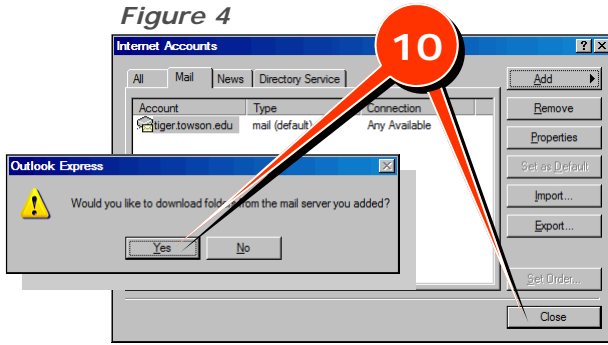 Figure 4
Internet Accounts
10
All Mail News Directory Service
Add
Account Type Connection
Remove
tiger.towson.edu mail (default) Any Available
Properties
Set as Default
Import...
Export...
Set Order...
Close
Outlook Express
Would you like to download folders from the mail server you added?
Yes No